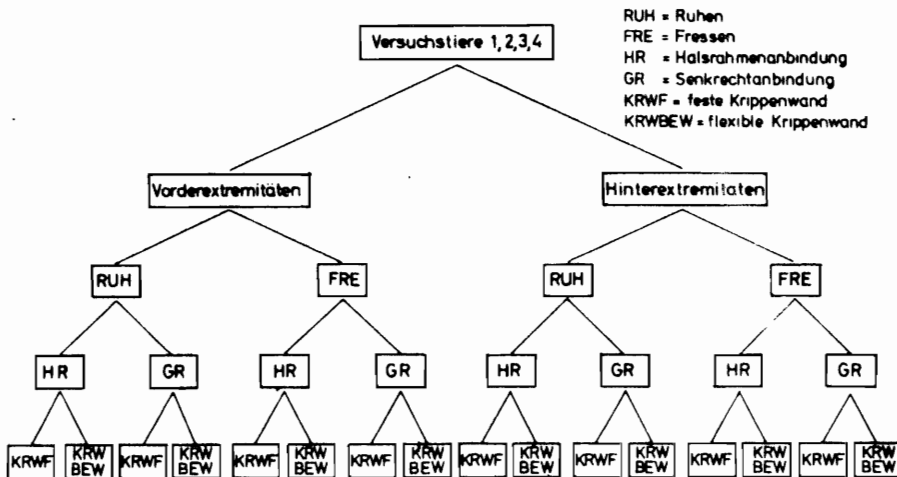 Versuchstiere 1,2,3,4
RUH = Ruhen
FRE = Fressen
HR = Halsrahmenanbindung
GR = Senkrechtanbindung
KRWF = feste Krippenwand
KRWBEW = flexible Krippenwand
Vorderextremitäten
Hinterextremitaten
RUH
FRE
RUH
FRE
HR
GR
HR
GR
HR
GR
HR
GR
KRWF
KRW
BEW
KRWF
KRW
BEW
KRWF
KRW
BEW
KRWF
KRW
BEW
KRWF
KRW
BEW
KRWF
KRW
BEW
KRWF
KRW
BEW
KRWF
KRW
BEW